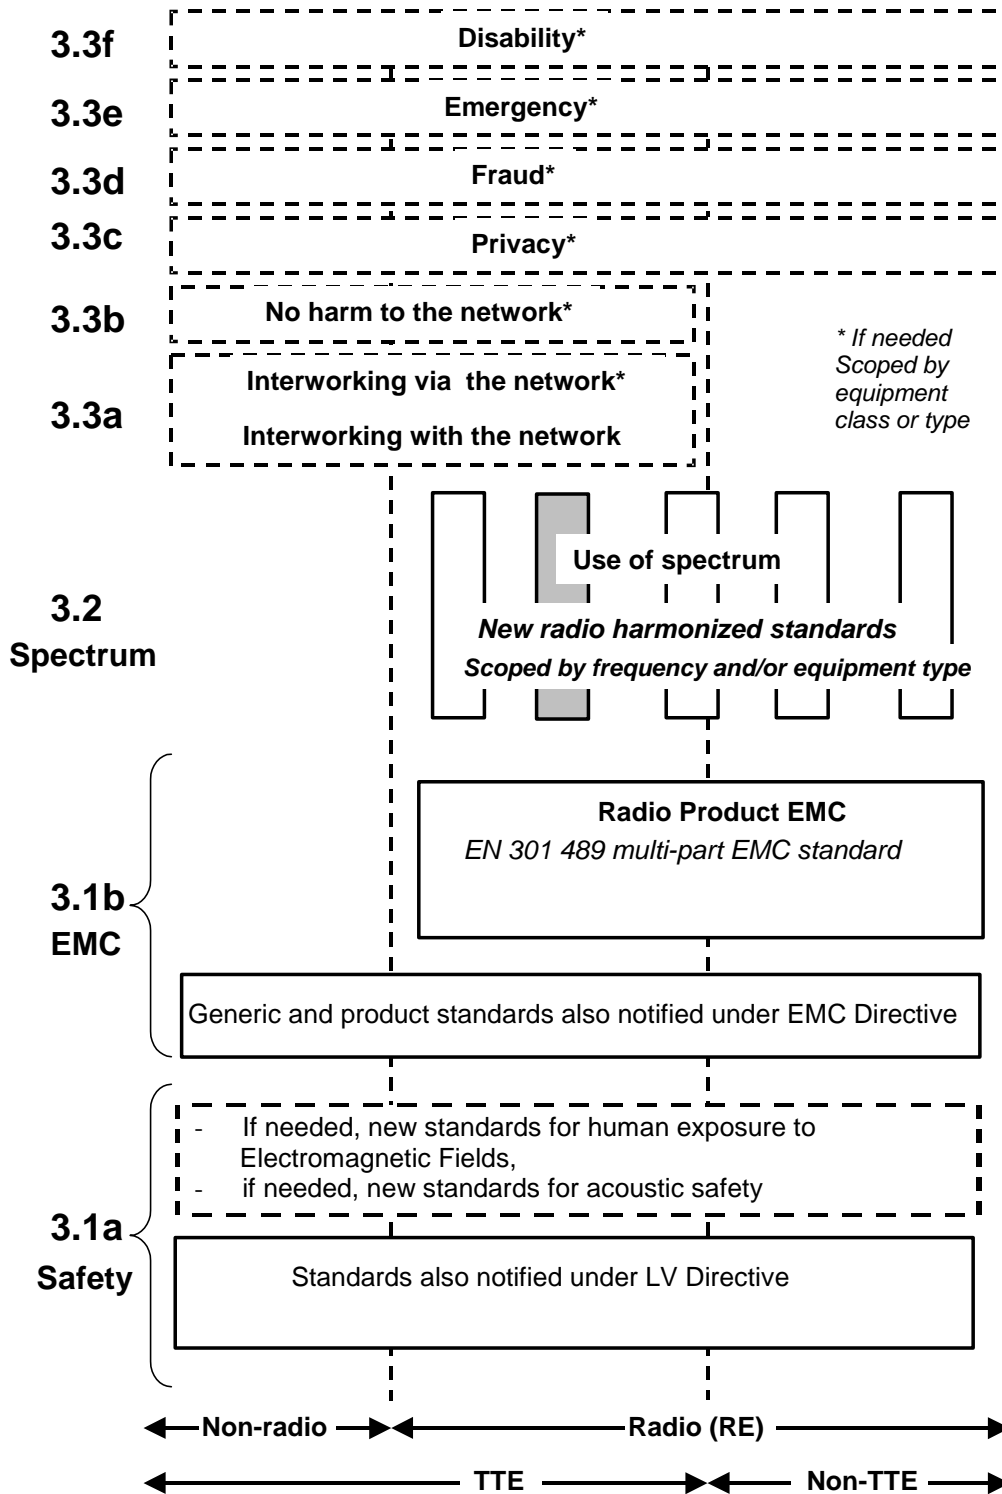 3.3f
Disability*
3.3e
Emergency*
3.3d
Fraud*
3.3c
Privacy*
3.3b
No harm to the network*
* If needed
Scoped by
equipment
class or type
3.3a
Interworking via the network*
Interworking with the network
3.2
Spectrum
Use of spectrum
New radio harmonized standards
Scoped by frequency and/or equipment type
3.1b
EMC
Radio Product EMC
EN 301 489 multi-part EMC standard
Generic and product standards also notified under EMC Directive
3.1a
Safety
- If needed, new standards for human exposure to
Electromagnetic Fields,
- if needed, new standards for acoustic safety
Standards also notified under LV Directive
Non-radio
Radio (RE)
TTE
Non-TTE